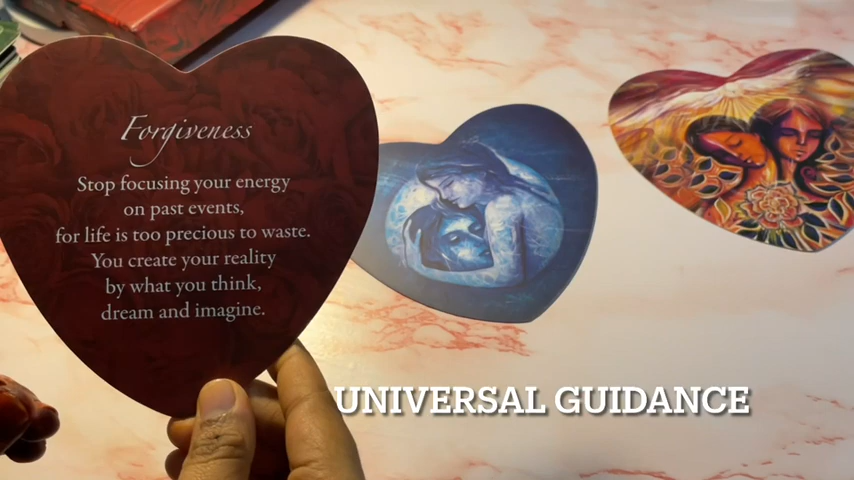 Forgiveness
Stop focusing your energy
on past events,
for life is too precious to waste.
You create your reality
by what you think,
dream and imagine.
UNIVERSAL GUIDANCE